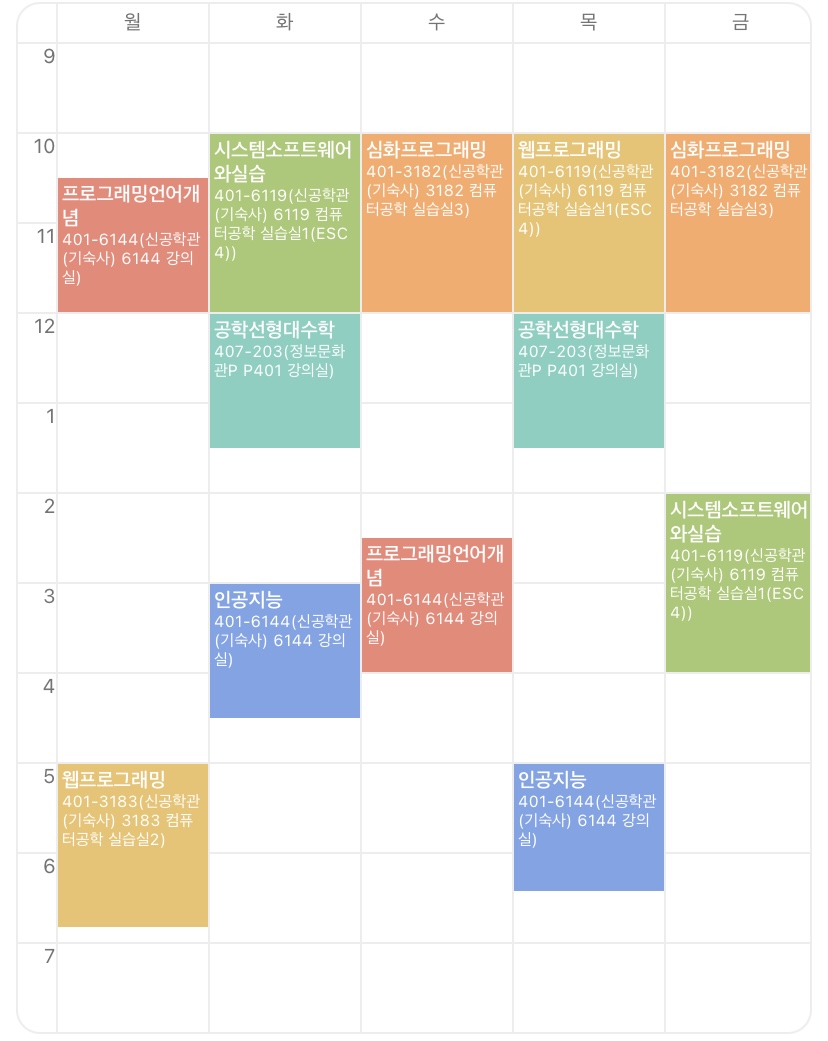 월 화 수 목 금
9
10
11
12
1
2
3
4
5
6
7
프로그래밍언어개
념
401-6144(신공학관
(기숙사) 6144 강의
실)
웹프로그래밍
401-3183(신공학관
(기숙사) 3183 컴퓨
터공학 실습실2)
시스템소프트웨어
와실습
401-6119(신공학관
(기숙사) 6119 컴퓨
터공학 실습실1(ESC
4))
공학선형대수학
407-203(정보문화
관P P401 강의실)
인공지능
401-6144(신공학관
(기숙사) 6144 강의
실)
심화프로그래밍
401-3182(신공학관
(기숙사) 3182 컴퓨
터공학 실습실3)
프로그래밍언어개
념
401-6144(신공학관
(기숙사) 6144 강의
실)
웹프로그래밍
401-6119(신공학관
(기숙사) 6119 컴퓨
터공학 실습실1(ESC
4))
공학선형대수학
407-203(정보문화
관P P401 강의실)
인공지능
401-6144(신공학관
(기숙사) 6144 강의
실)
심화프로그래밍
401-3182(신공학관
(기숙사) 3182 컴퓨
터공학 실습실3)
시스템소프트웨어
와실습
401-6119(신공학관
(기숙사) 6119 컴퓨
터공학 실습실1(ESC
4))